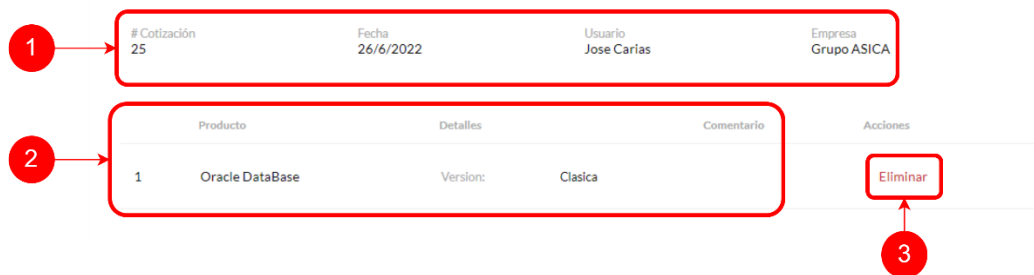 # Cotización Fecha Usuario Empresa
25 26/6/2022 Jose Carias Grupo ASICA
1
Producto Detalles Comentario Acciones
2
1 Oracle DataBase Version: Clasica Eliminar
3